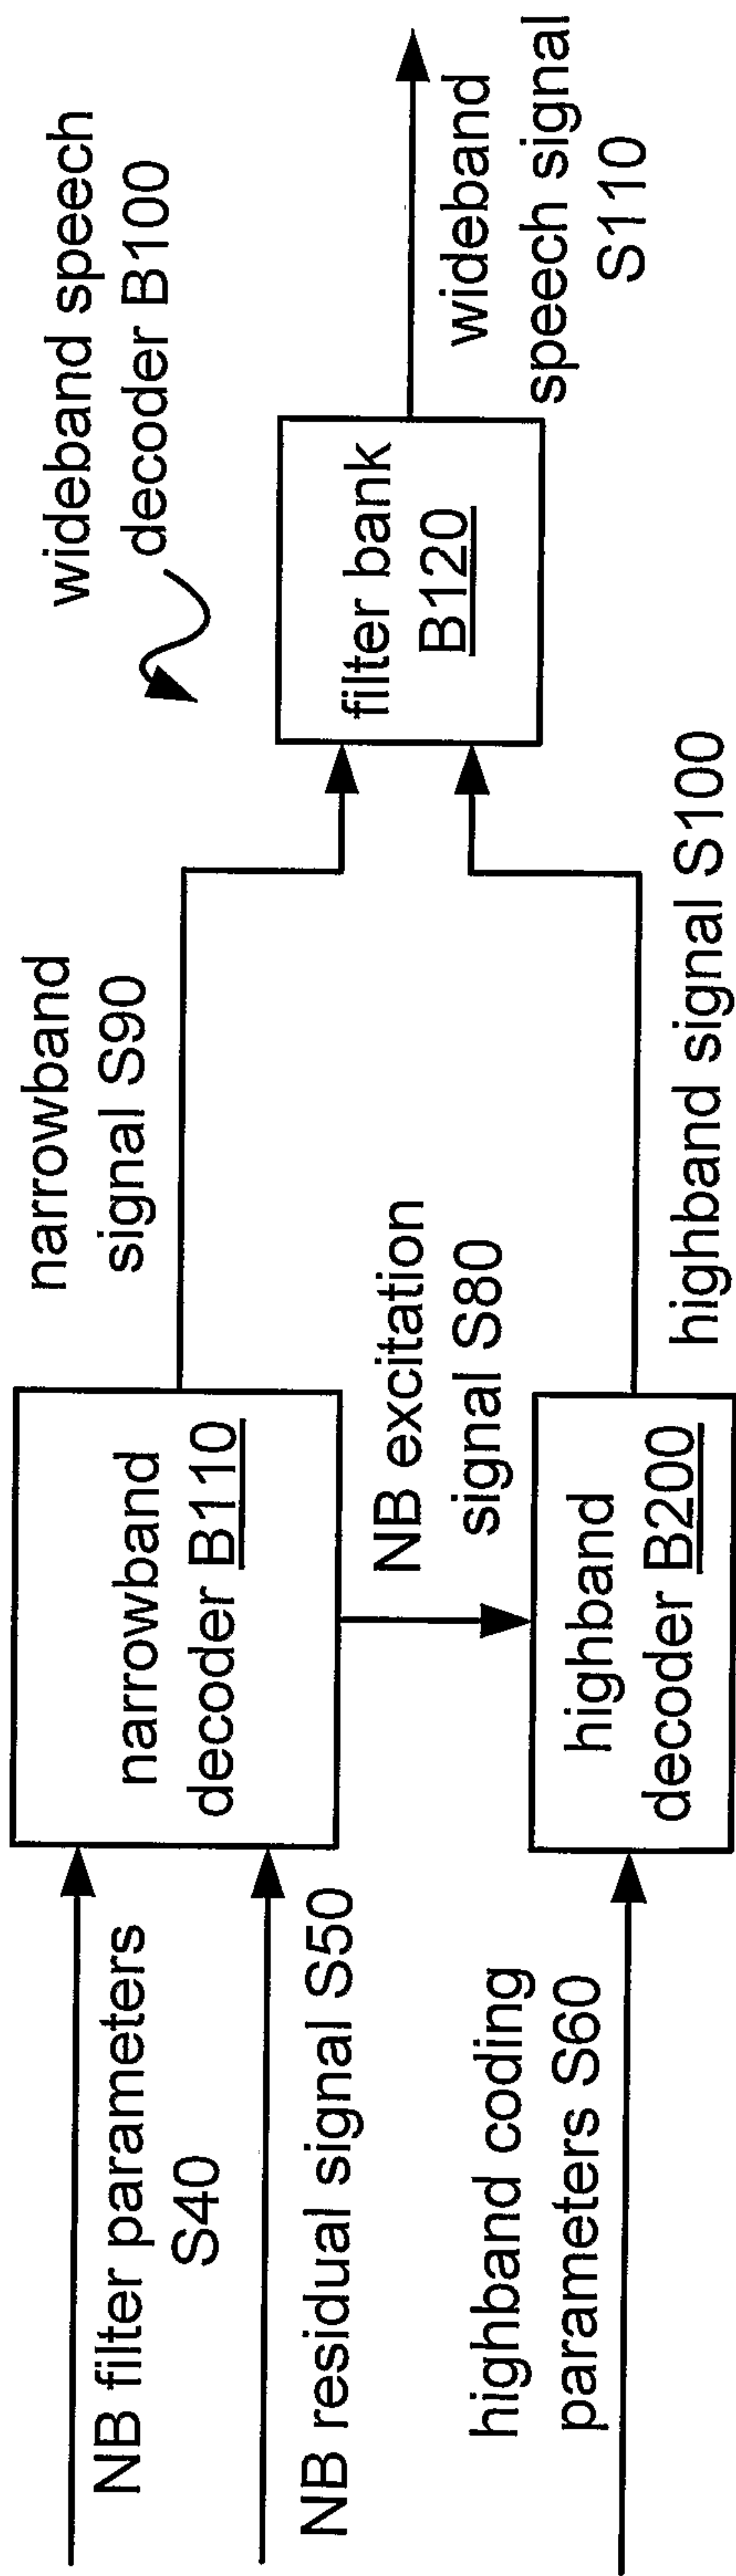 wideband speech
decoder B100
NB filter parameters
S40
NB residual signal S50
narrowband
decoder B110
narrowband
signal S90
NB excitation
signal S80
highband coding
parameters S60
highband
decoder B200
highband signal S100
filter bank
B120
wideband
speech signal
S110